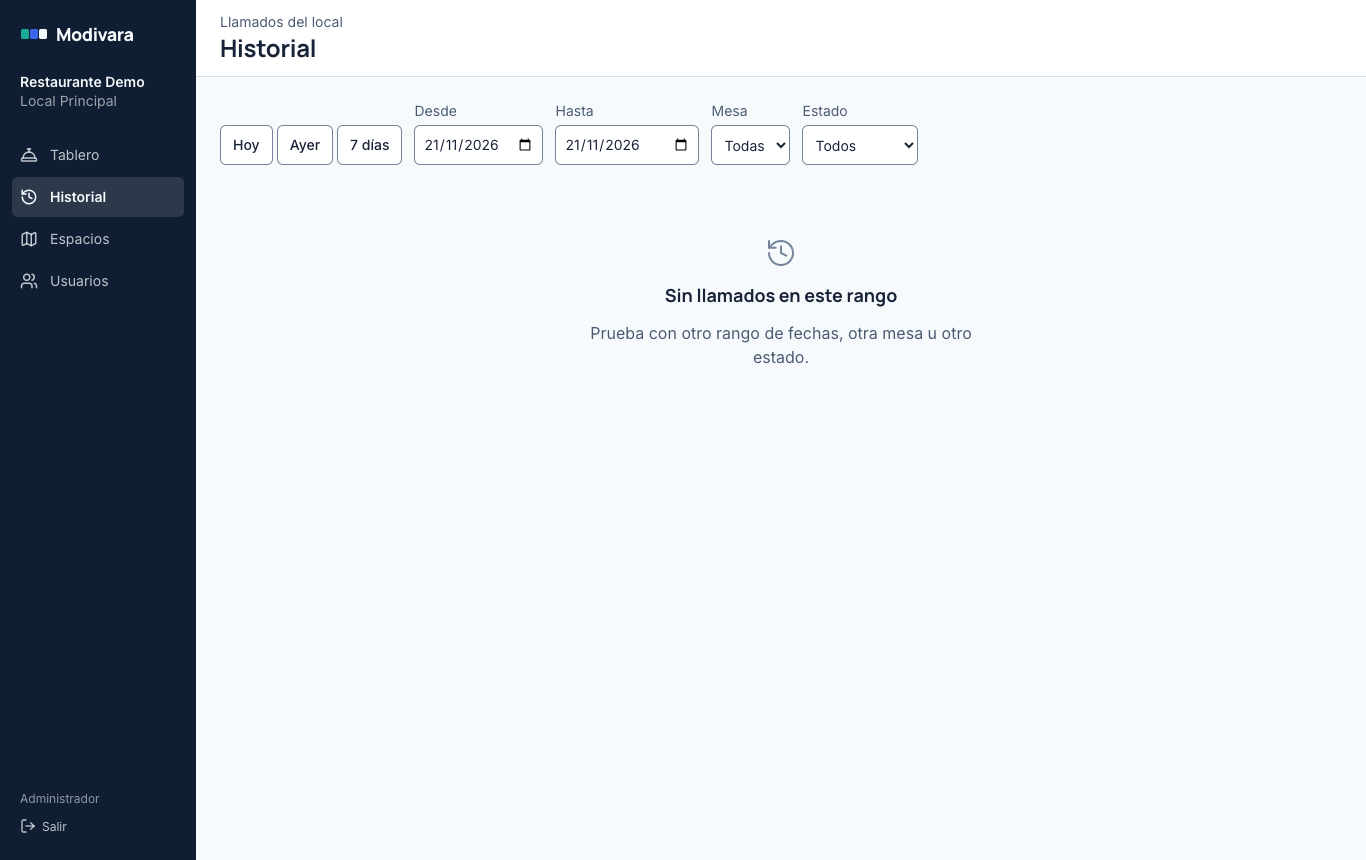 Modivara
Restaurante Demo
Local Principal
Tablero
Historial
Espacios
Usuarios
Administrador
Salir
Llamados del local
Historial
Desde
Hasta
Mesa
Estado
Hoy
Ayer
7 días
21/11/2026
21/11/2026
Todas
Todos
Sin llamados en este rango
Prueba con otro rango de fechas, otra mesa u otro
estado.